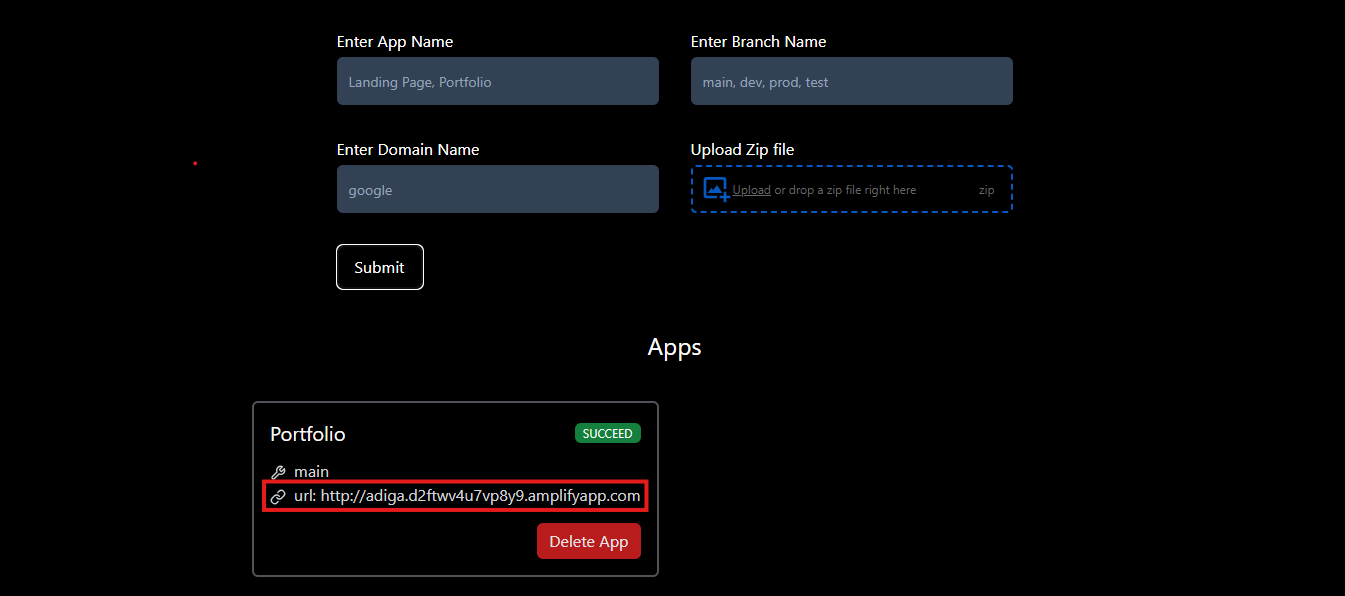 Enter App Name
Enter Branch Name
Landing Page, Portfolio
main, dev, prod, test
Enter Domain Name
Upload Zip file
google
Upload or drop a zip file right here
zip
Submit
Apps
Portfolio
SUCCEED
main
url: http://adiga.d2ftwv4u7vp8y9.amplifyapp.com
Delete App